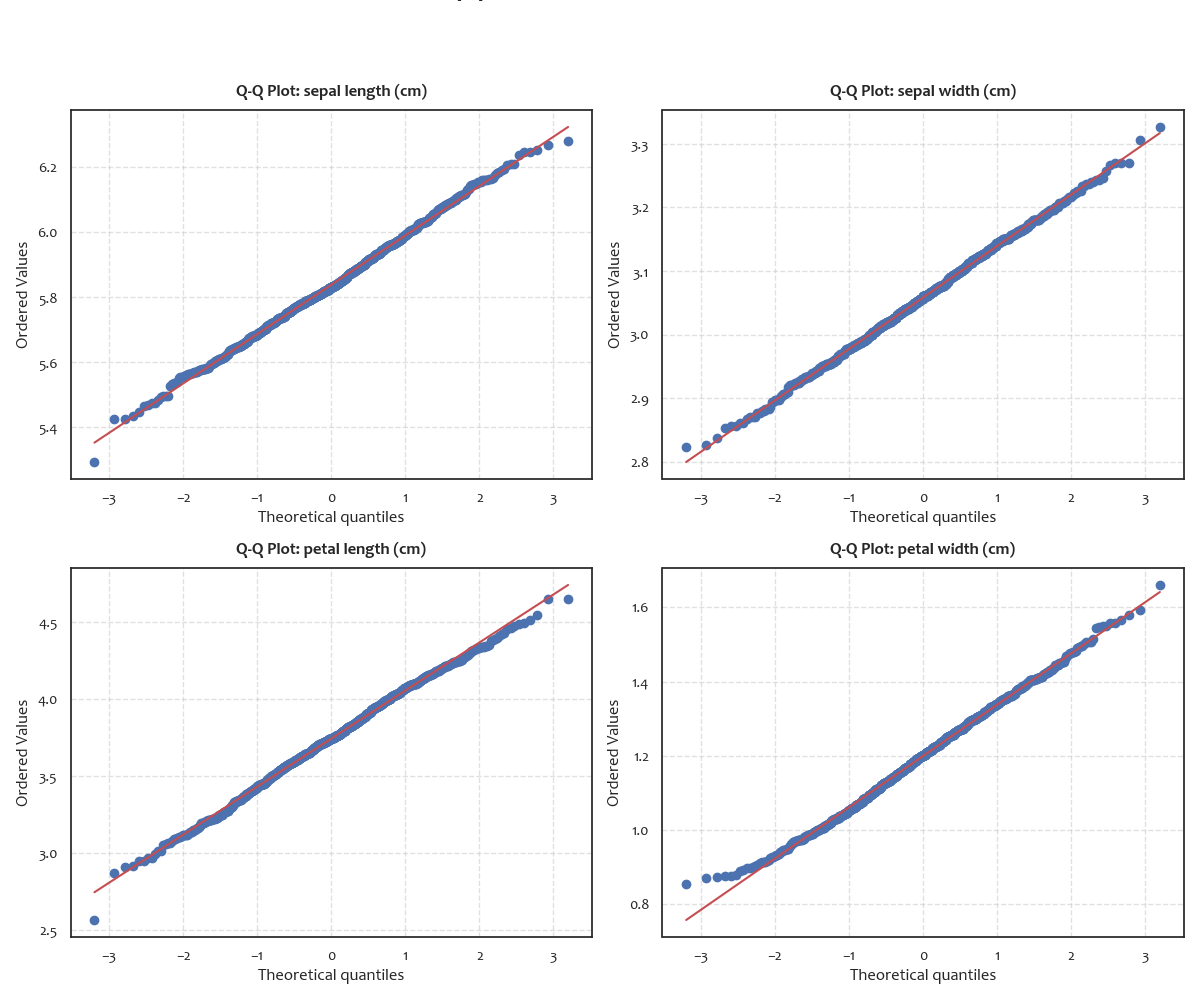 Q-Q Plot: sepal length (cm)
Ordered Values
6.2
6.0
5.8
5.6
5.4
–3 –2 –1 0 1 2 3
Theoretical quantiles
Q-Q Plot: sepal width (cm)
Ordered Values
3.3
3.2
3.1
3.0
2.9
2.8
–3 –2 –1 0 1 2 3
Theoretical quantiles
Q-Q Plot: petal length (cm)
Ordered Values
4.5
4.0
3.5
3.0
2.5
–3 –2 –1 0 1 2 3
Theoretical quantiles
Q-Q Plot: petal width (cm)
Ordered Values
1.6
1.4
1.2
1.0
0.8
–3 –2 –1 0 1 2 3
Theoretical quantiles